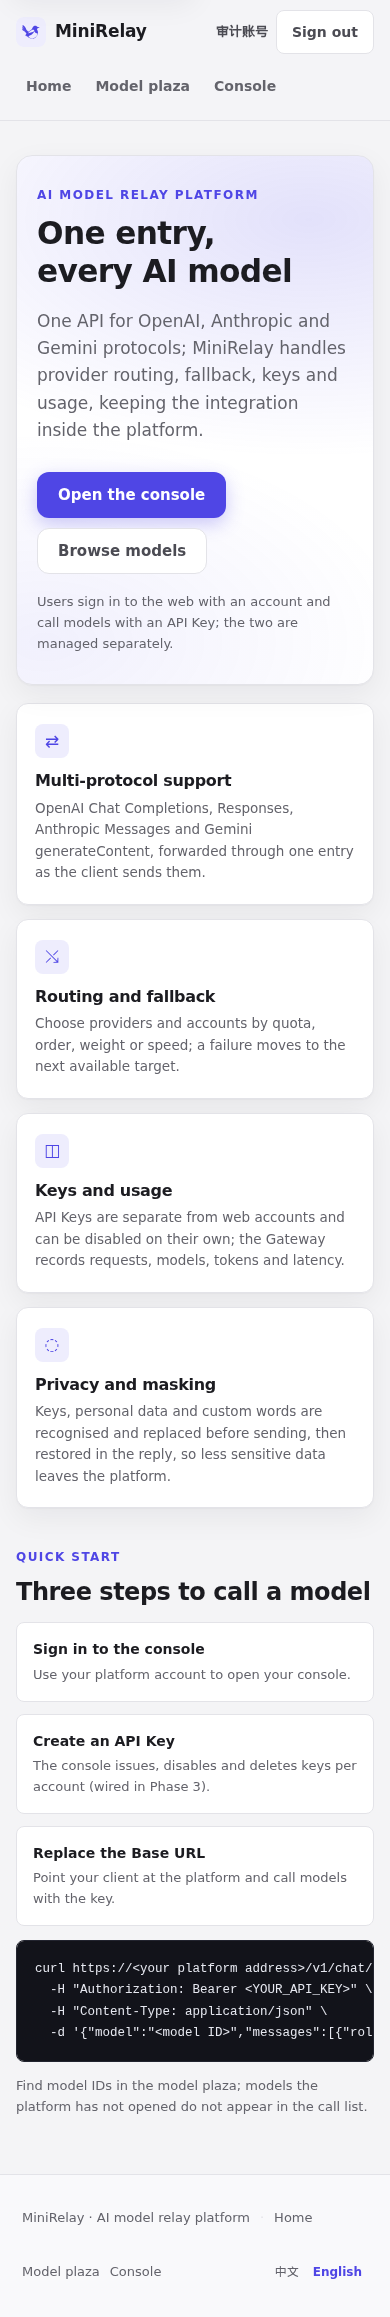 MiniRelay
审计账号
Sign out
Home Model plaza Console
AI MODEL RELAY PLATFORM
One entry,
every AI model
One API for OpenAI, Anthropic and
Gemini protocols; MiniRelay handles
provider routing, fallback, keys and
usage, keeping the integration
inside the platform.
Open the console
Browse models
Users sign in to the web with an account and
call models with an API Key; the two are
managed separately.
Multi-protocol support
OpenAI Chat Completions, Responses,
Anthropic Messages and Gemini
generateContent, forwarded through one entry
as the client sends them.
Routing and fallback
Choose providers and accounts by quota,
order, weight or speed; a failure moves to the
next available target.
Keys and usage
API Keys are separate from web accounts and
can be disabled on their own; the Gateway
records requests, models, tokens and latency.
Privacy and masking
Keys, personal data and custom words are
recognised and replaced before sending, then
restored in the reply, so less sensitive data
leaves the platform.
QUICK START
Three steps to call a model
Sign in to the console
Use your platform account to open your console.
Create an API Key
The console issues, disables and deletes keys per
account (wired in Phase 3).
Replace the Base URL
Point your client at the platform and call models
with the key.
curl https://<your platform address>/v1/chat/
-H "Authorization: Bearer <YOUR_API_KEY>" \
-H "Content-Type: application/json" \
-d '{"model":"<model ID>","messages":[{"rol
Find model IDs in the model plaza; models the
platform has not opened do not appear in the call list.
MiniRelay · AI model relay platform · Home
Model plaza Console 中文 English